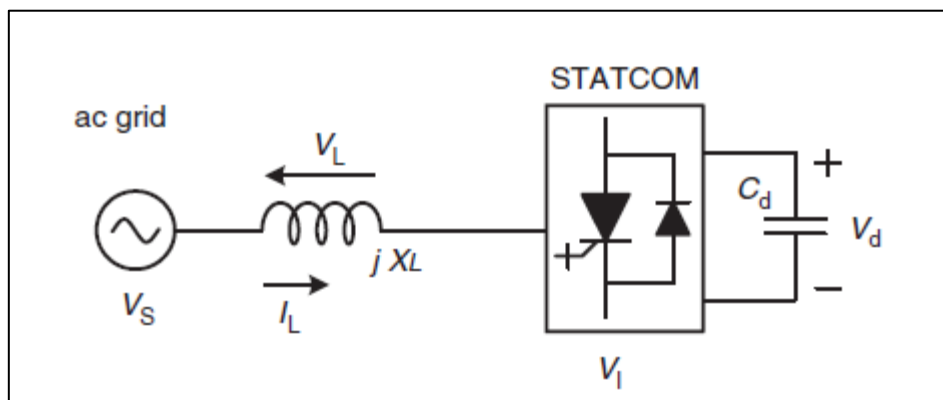 STATCOM
ac grid
V_L
C_d
+
V_d
+
j X_L
−
V_S
I_L
V_I